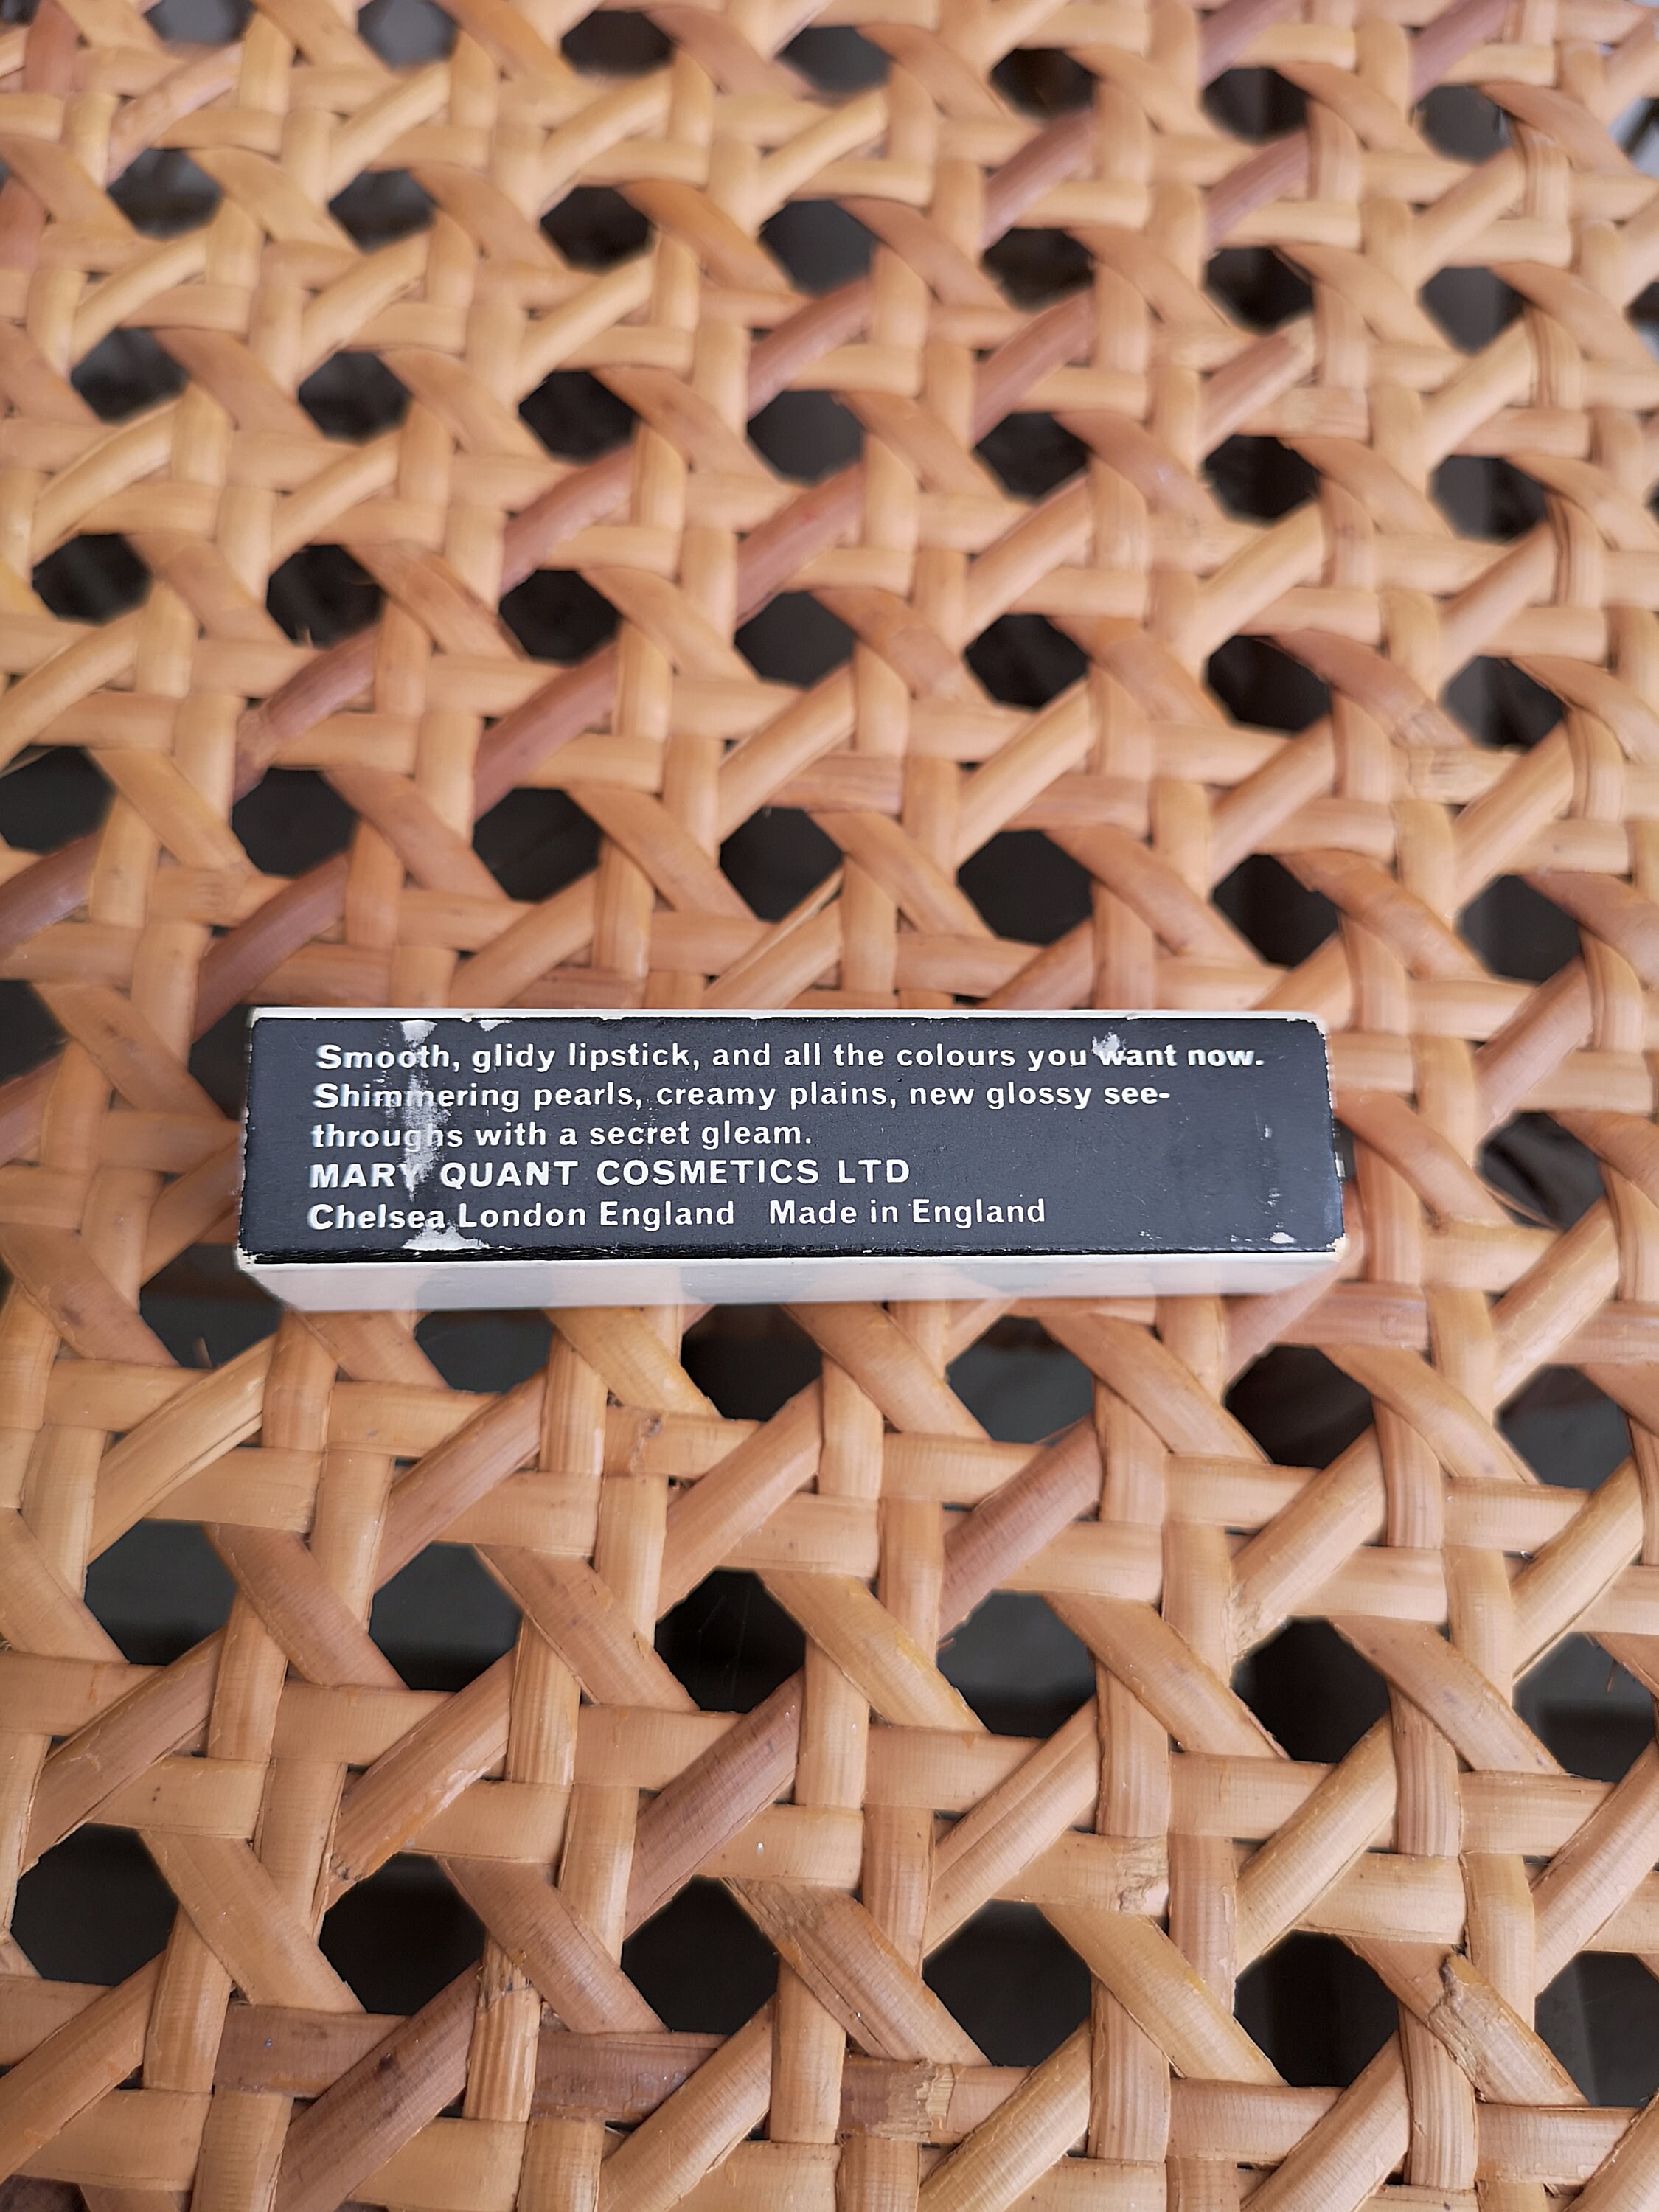 Smooth, glidy lipstick, and all the colours you want now.
Shimmering pearls, creamy plains, new glossy see-
throughs with a secret gleam.
MARY QUANT COSMETICS LTD
Chelsea London England Made in England